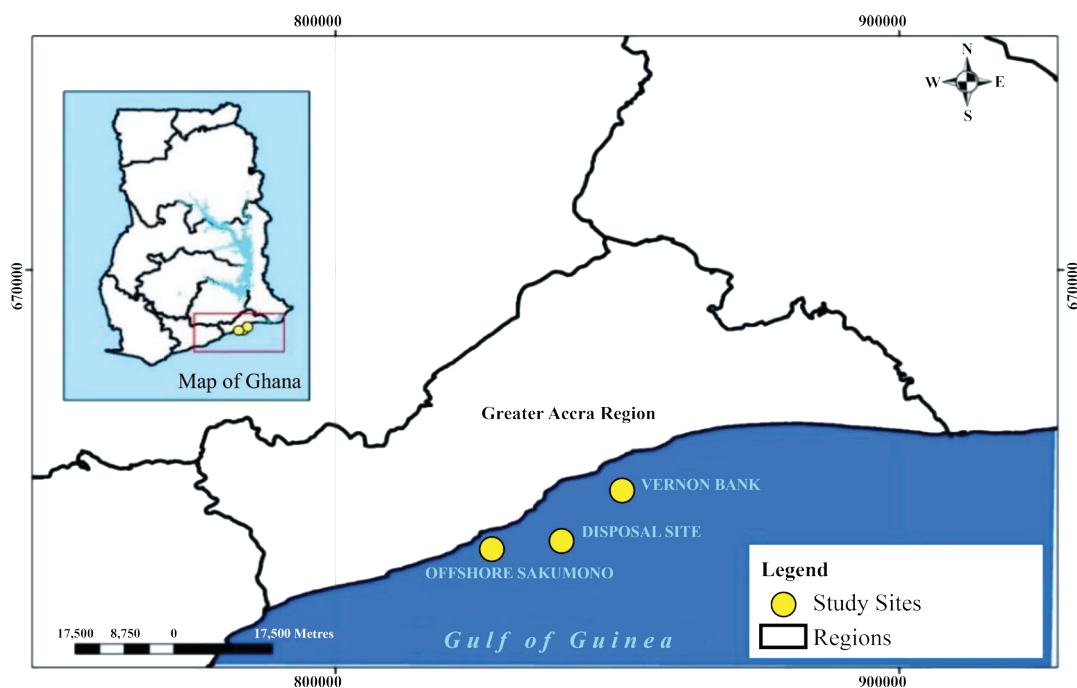 800000
900000
N
W
E
S
670000
670000
Map of Ghana
Greater Accra Region
VERNON BANK
DISPOSAL SITE
OFFSHORE SAKUMONO
Legend
Study Sites
Regions
17,500 8,750 0 17,500 Metres
Gulf of Guinea
800000
900000